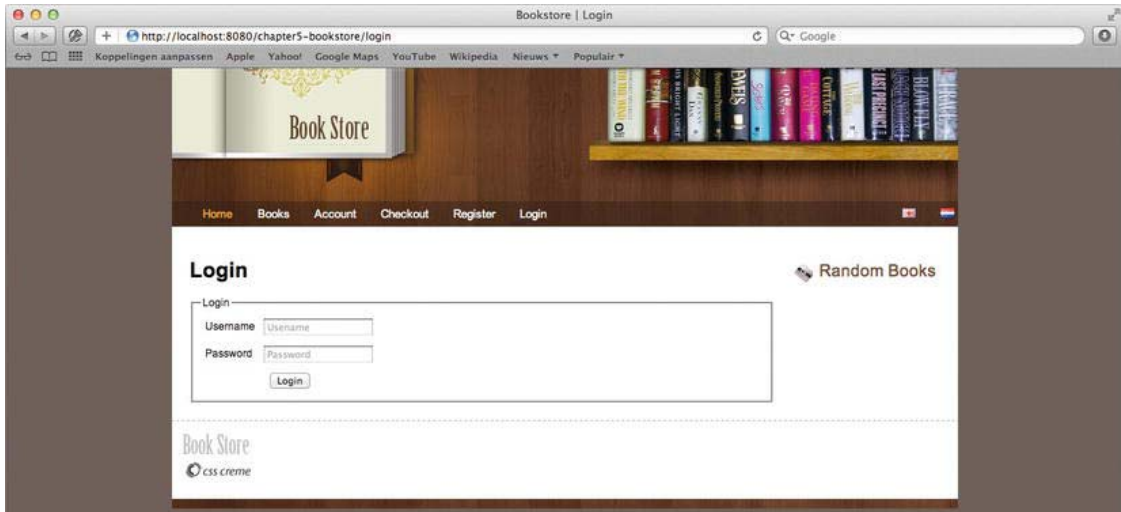 Bookstore | Login
http://localhost:8080/chapter5-bookstore/login
Google
Koppelingen aanpassen Apple Yahoo! Google Maps YouTube Wikipedia Nieuws Populair
Book Store
Home Books Account Checkout Register Login
Login
Random Books
Login
Username Usename
Password Password
Login
Book Store
css creme